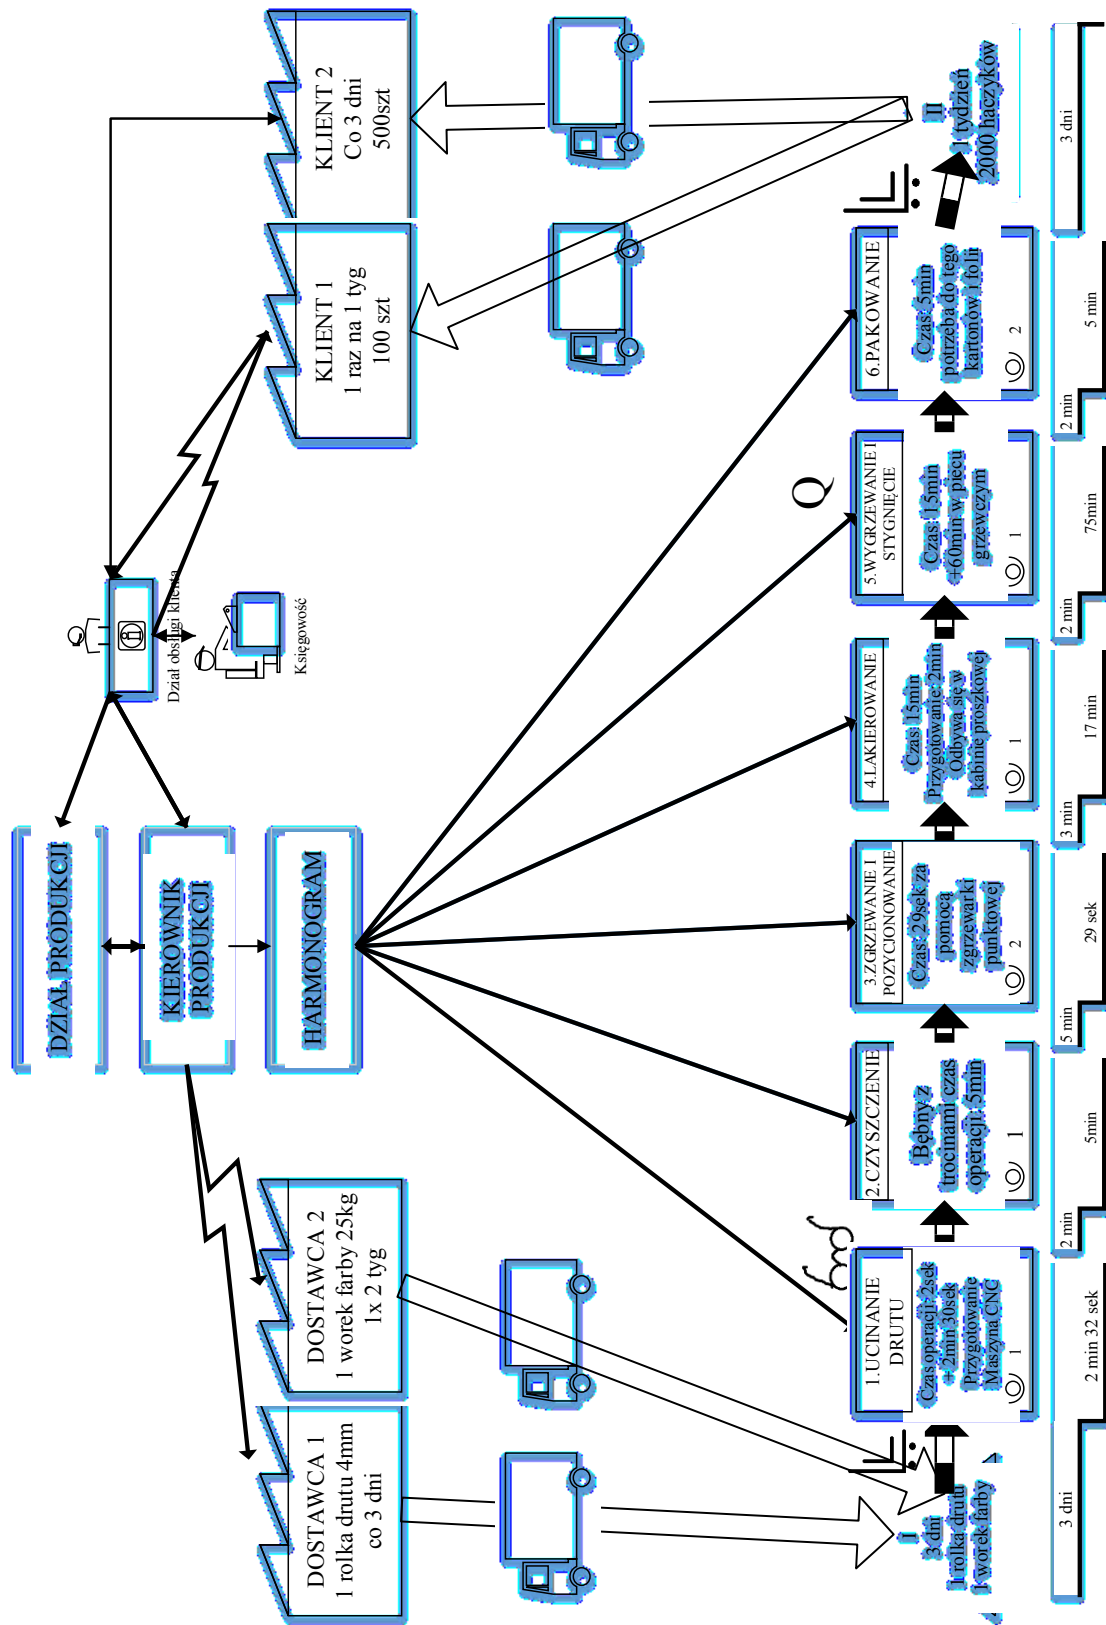 DZIAŁ PRODUKCJI
KIEROWNIK
PRODUKCJI
HARMONOGRAM
Dział obsługi klienta
Księgowość
DOSTAWCA 1
1 rolka drutu 4mm
co 3 dni
DOSTAWCA 2
1 worek farby 25kg
1x 2 tyg
KLIENT 1
1 raz na 1 tyg
100 szt
KLIENT 2
Co 3 dni
500szt
I
3 dni
1 rolka drutu
1 worek farby
1.UCINANIE
DRUTU
Czas operacji: 2sek
+ 2min 30sek
Przygotowanie
Maszyna CNC
1
2.CZYSZCZENIE
Bębny z
trocinami czas
operacji: 5min
1
3.ZGRZEWANIE I
POZYCJONOWANIE
Czas: 29sek za
pomocą
zgrzewarki
punktowej
2
4.LAKIEROWANIE
Czas: 15min
Przygotowanie:2min
Odbywa się w
kabinie proszkowej
1
Q
5.WYGRZEWANIE I
STYGNIĘCIE
Czas: 15min
+60min w piecu
grzewczym
1
6.PAKOWANIE
Czas: 5min
potrzeba do tego
kartonów i folii
2
II
1 tydzień
2000 haczyków
3 dni
2 min 32 sek
2 min
5min
5 min
29 sek
3 min
17 min
2 min
75min
2 min
5 min
3 dni